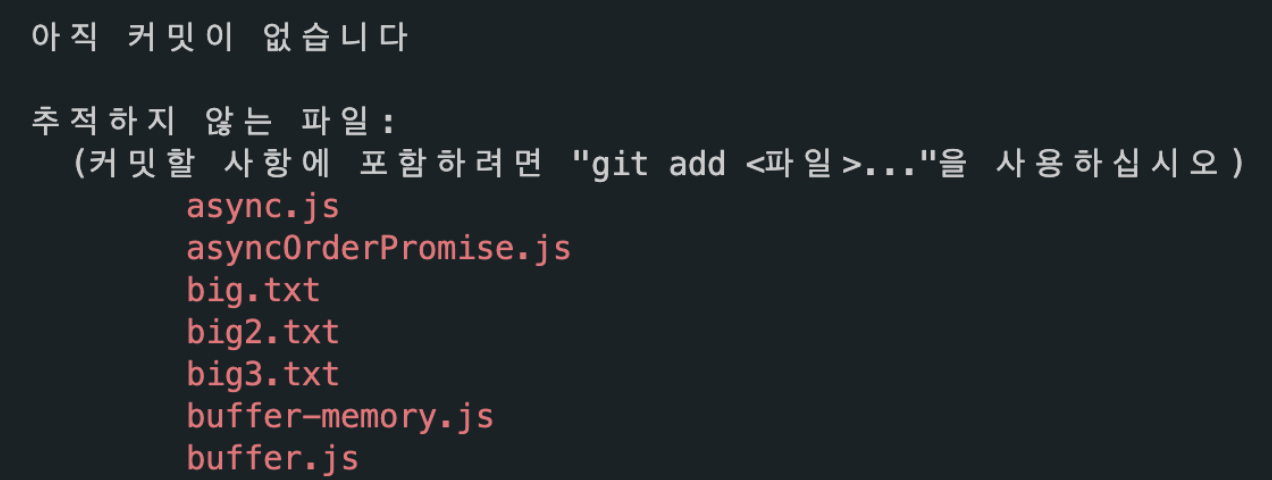 아직 커밋이 없습니다
추적하지 않는 파일:
(커밋할 사항에 포함하려면 "git add <파일>..."을 사용하십시오)
async.js
asyncOrderPromise.js
big.txt
big2.txt
big3.txt
buffer-memory.js
buffer.js